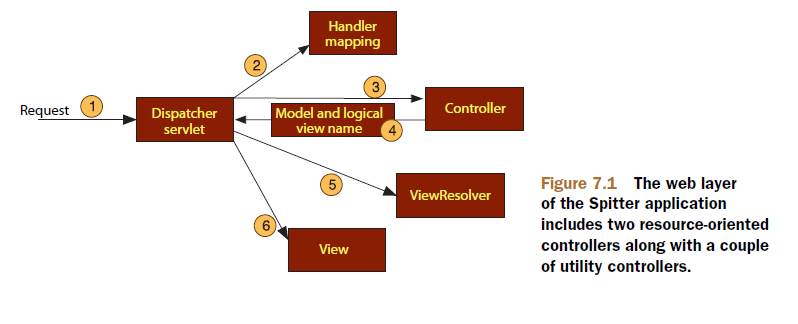 Handler
mapping
2
3
Request
1
Dispatcher
servlet
Model and logical
view name
4
Controller
5
ViewResolver
6
View
Figure 7.1 The web layer
of the Spitter application
includes two resource-oriented
controllers along with a couple
of utility controllers.